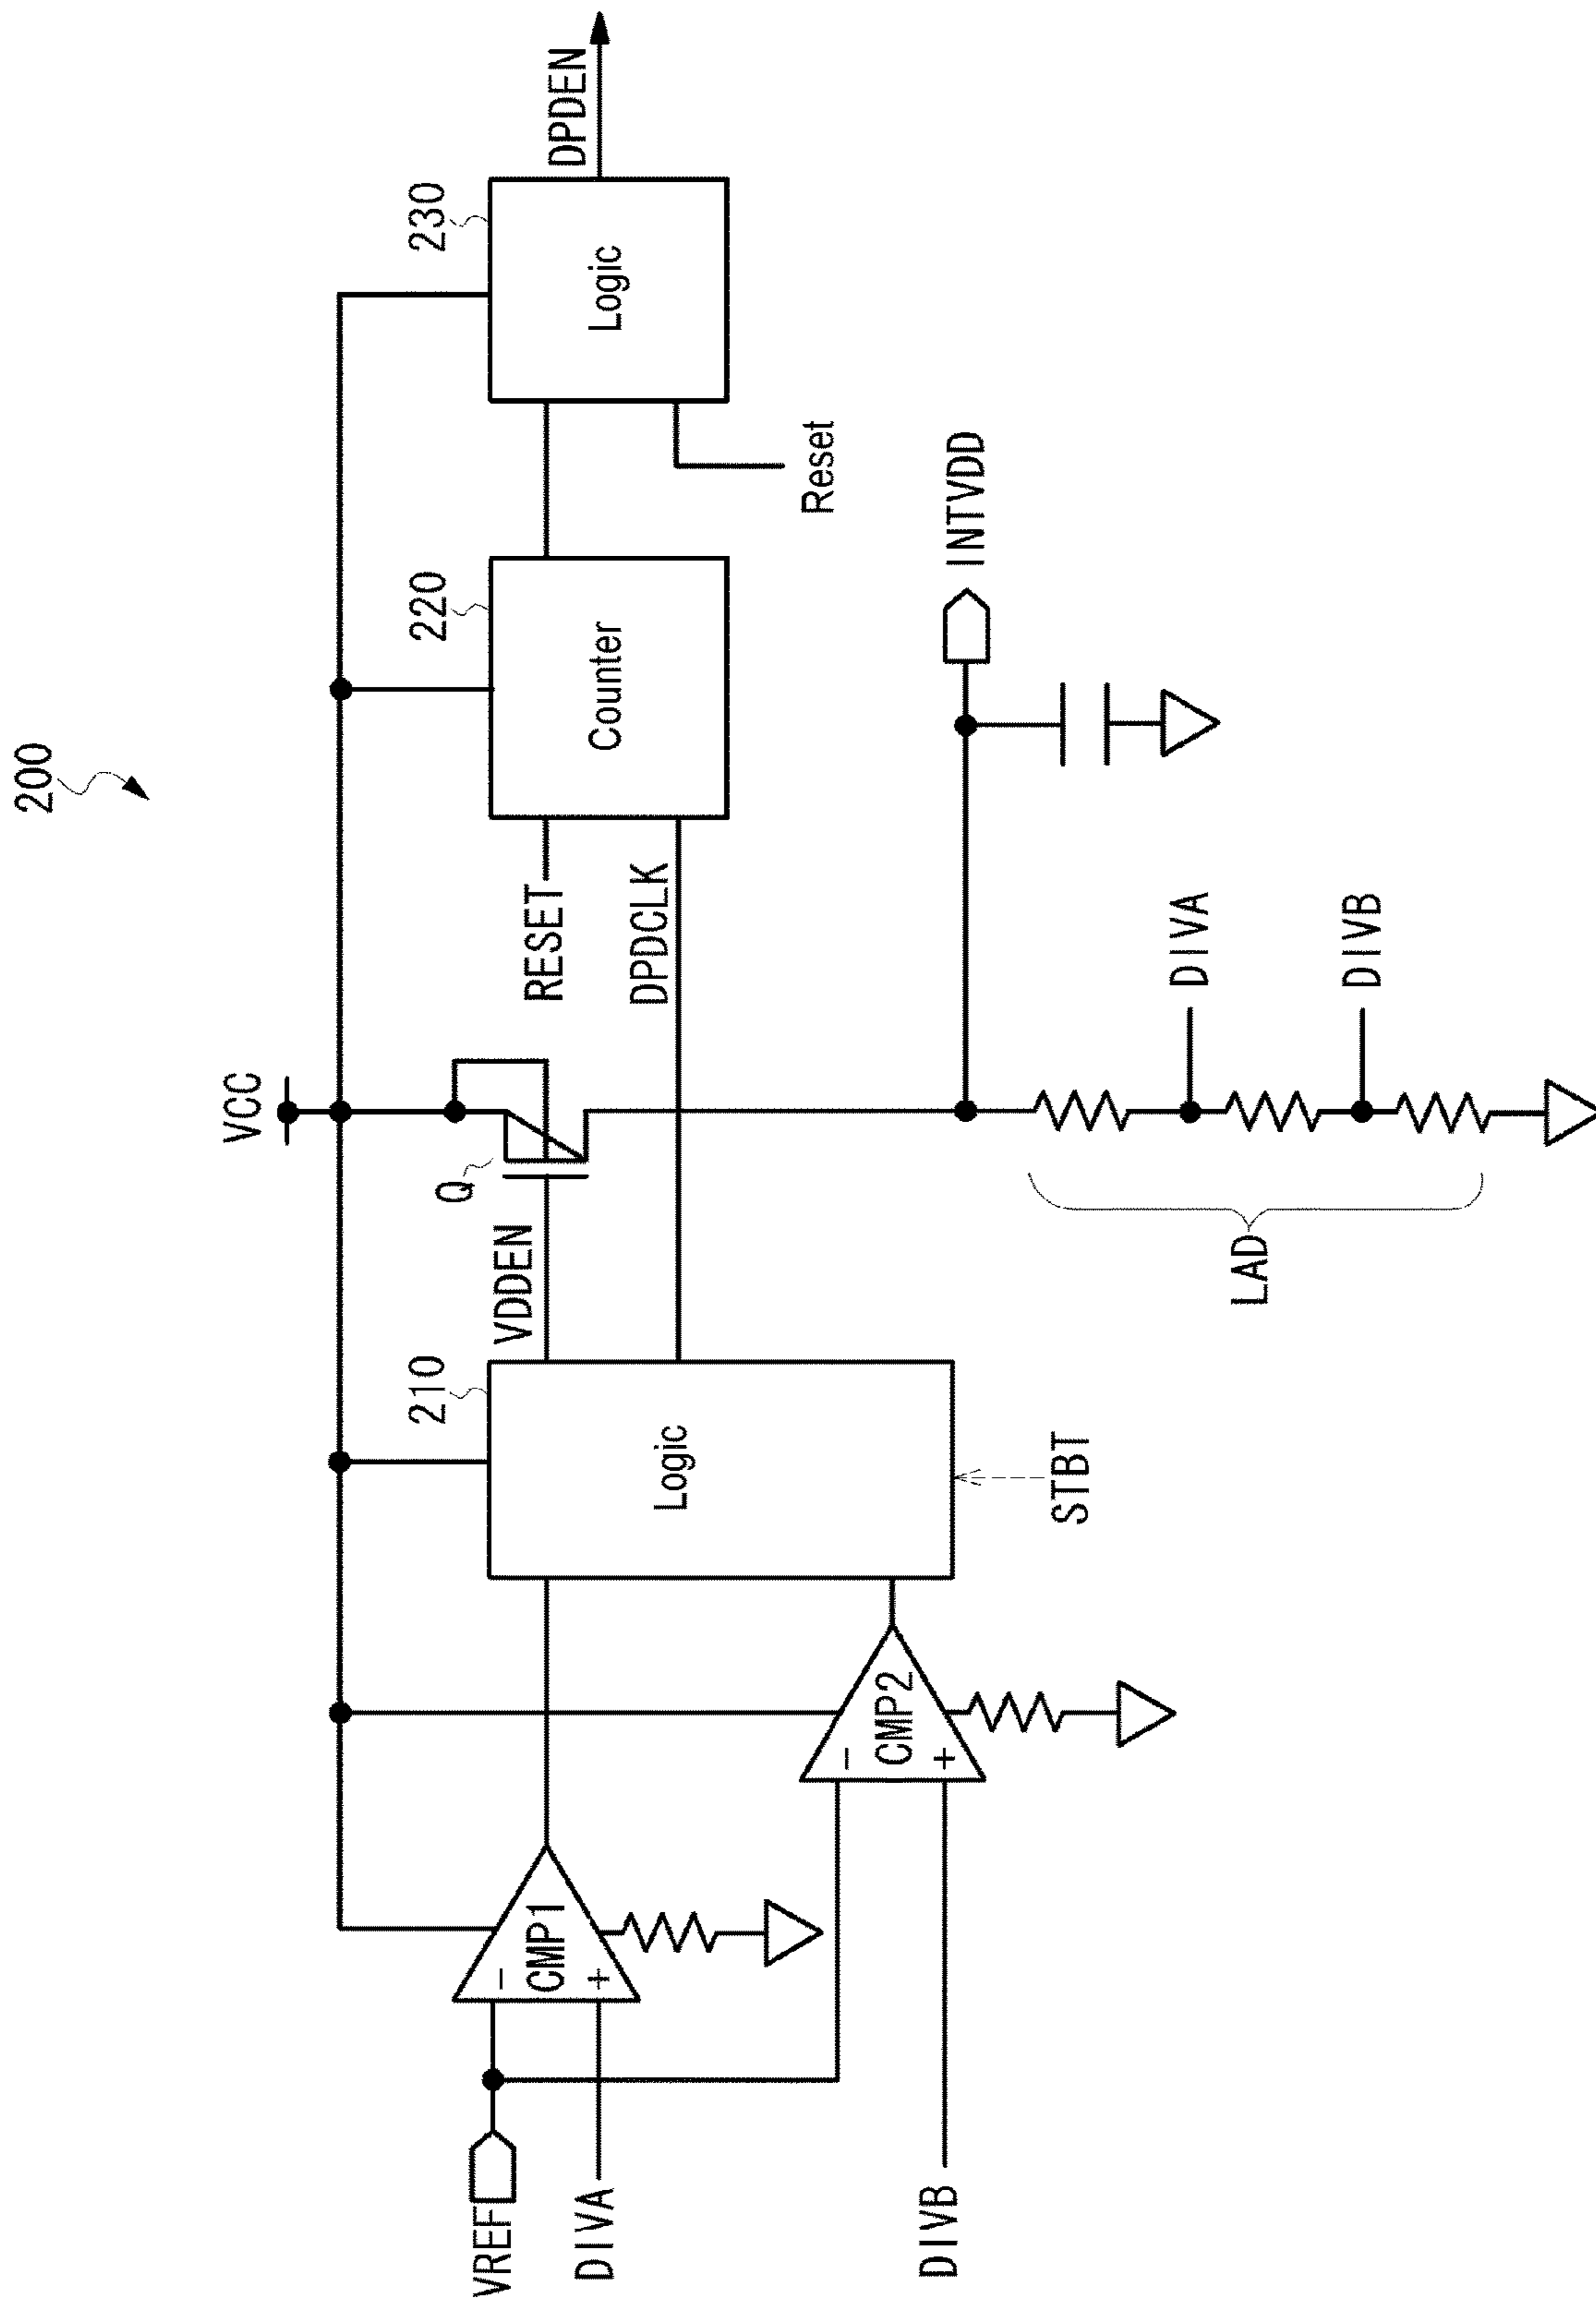 200
VCC
VREF
DIVA
DIVB
-
CMP1
+
-
CMP2
+
210
Logic
STBT
VDDEN
Q
DPDCLK
RESET
220
Counter
230
Logic
Reset
DPDEN
INTVDD
LAD
DIVA
DIVB